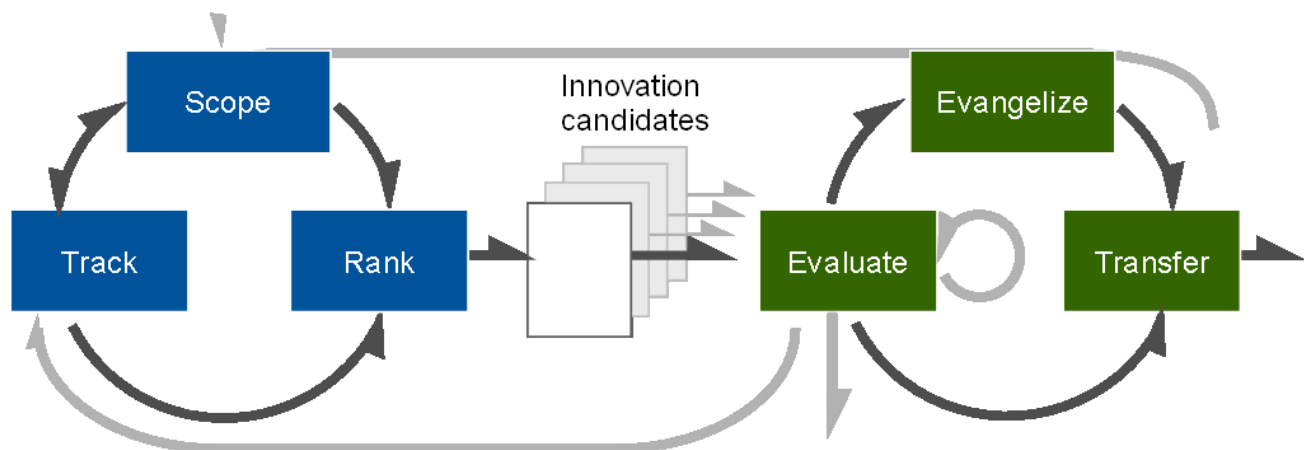 Scope
Innovation
candidates
Evangelize
Track
Rank
Evaluate
Transfer